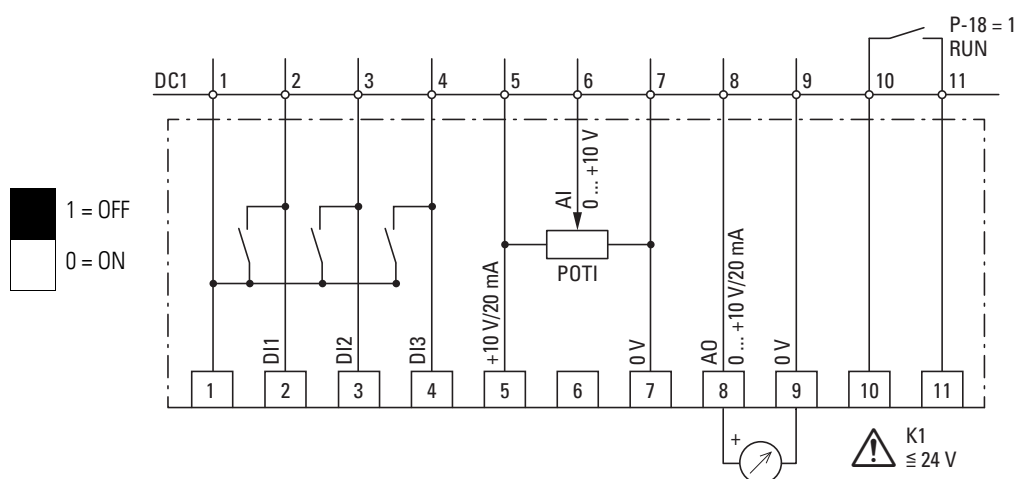 P-18 = 1
RUN
DC1 1 2 3 4 5 6 7 8 9 10 11
1 = OFF
0 = ON
AI
0 ... +10 V
POTI
DI1
DI2
DI3
+10 V/20 mA
0 V
AO
0 ... +10 V/20 mA
0 V
1 2 3 4 5 6 7 8 9 10 11
+
K1
≦ 24 V